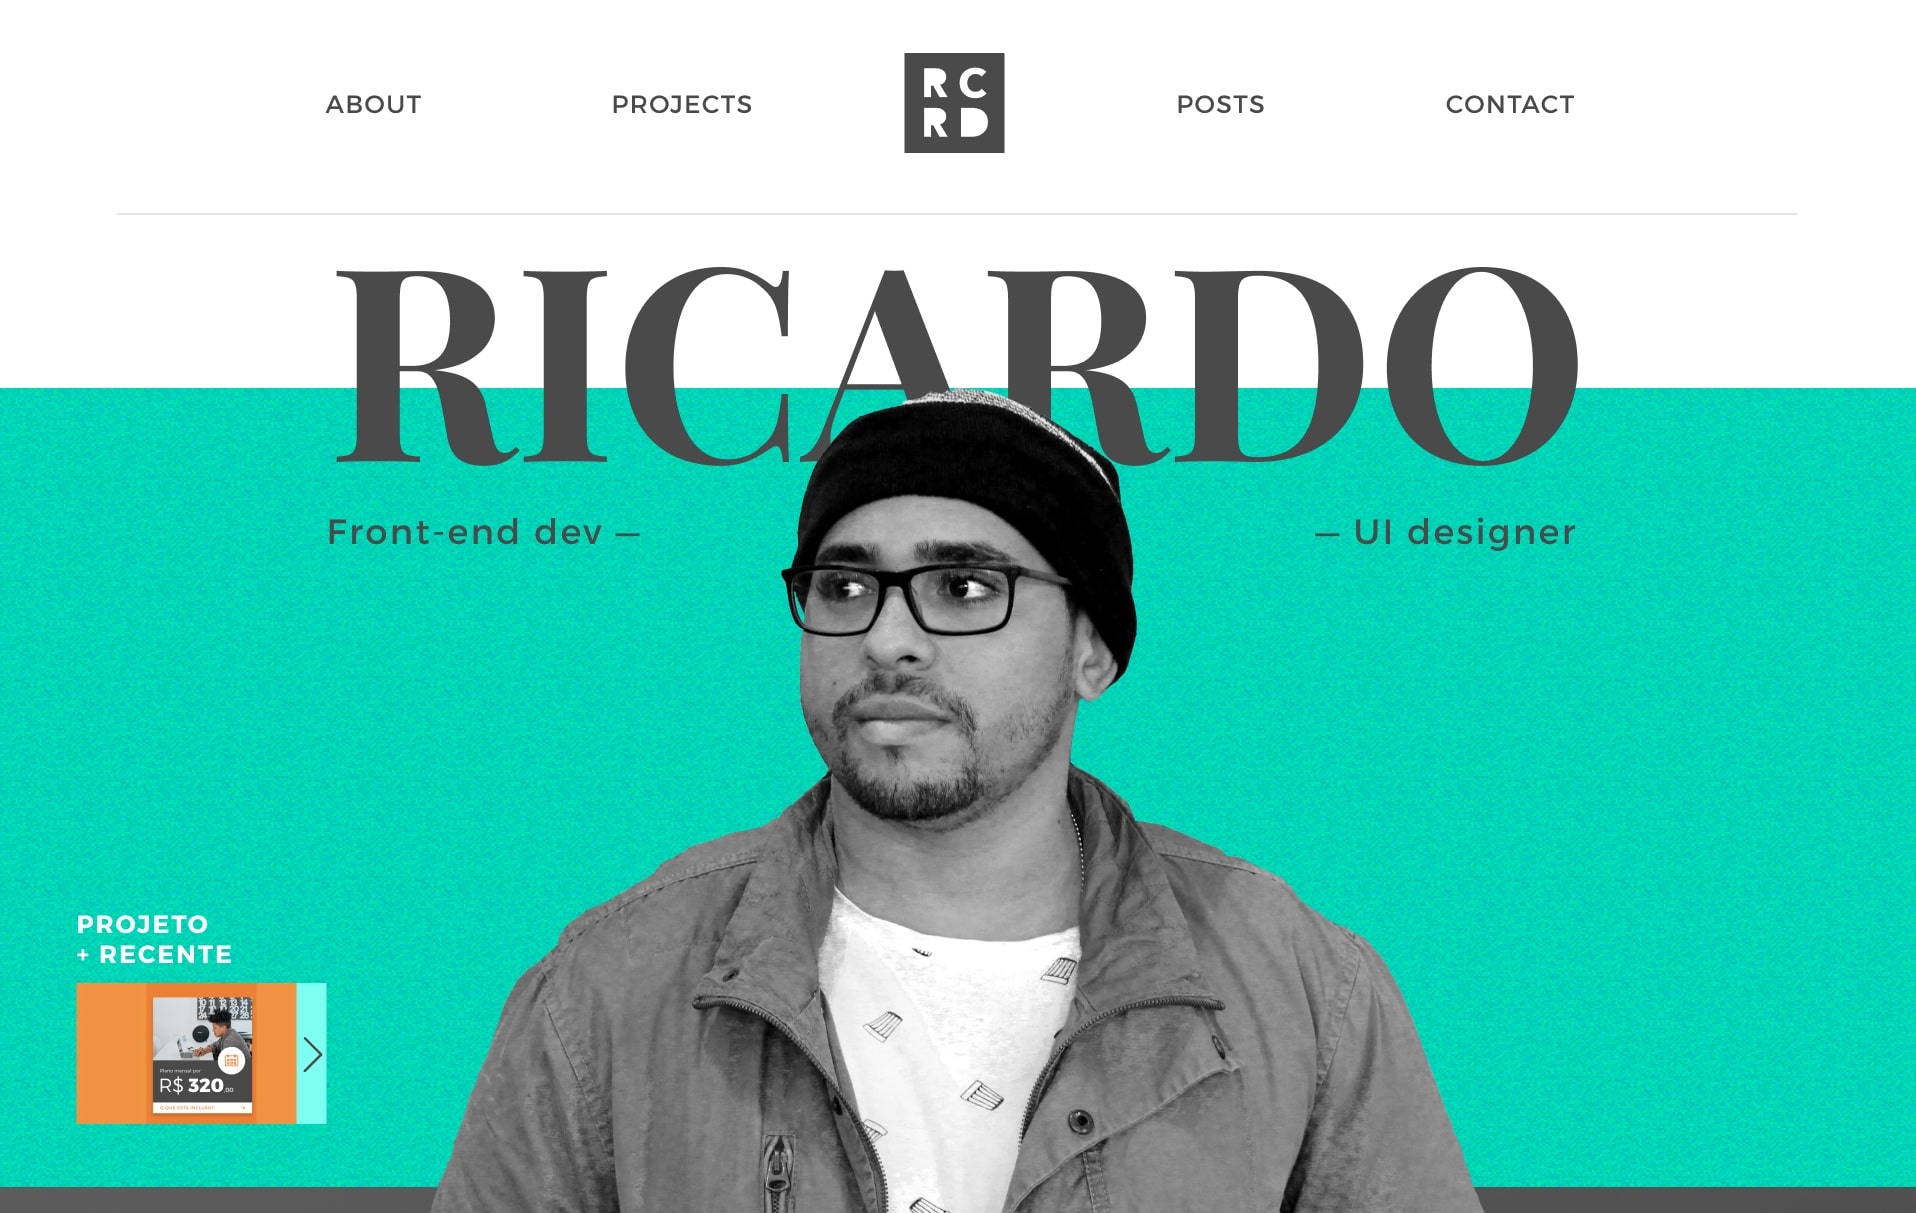 ABOUT
PROJECTS
RC
RD
POSTS
CONTACT
RICARDO
Front-end dev —
— UI designer
PROJETO
+ RECENTE
Plano mensal por
R$ 320,00
O QUE ESTÁ INCLUSO?